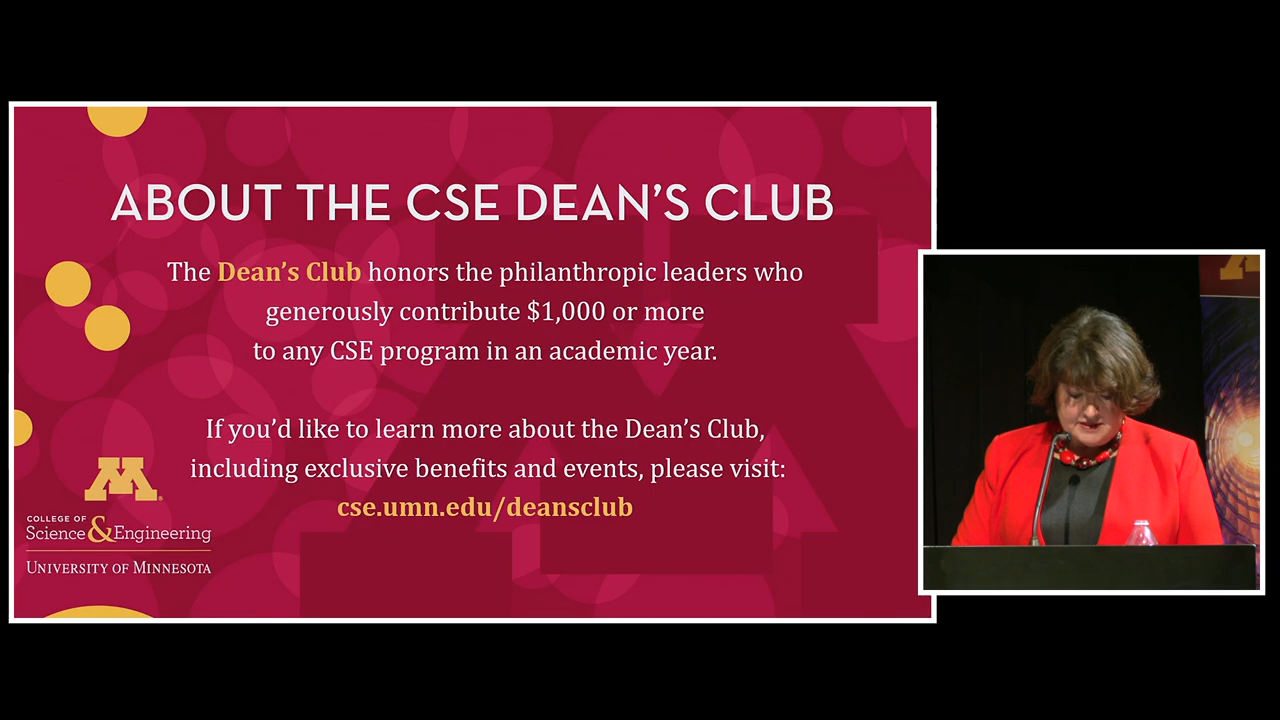 ABOUT THE CSE DEAN'S CLUB
The Dean's Club honors the philanthropic leaders who
generously contribute $1,000 or more
to any CSE program in an academic year.
If you'd like to learn more about the Dean's Club,
including exclusive benefits and events, please visit:
cse.umn.edu/deansclub
M
COLLEGE OF
Science & Engineering
UNIVERSITY OF MINNESOTA